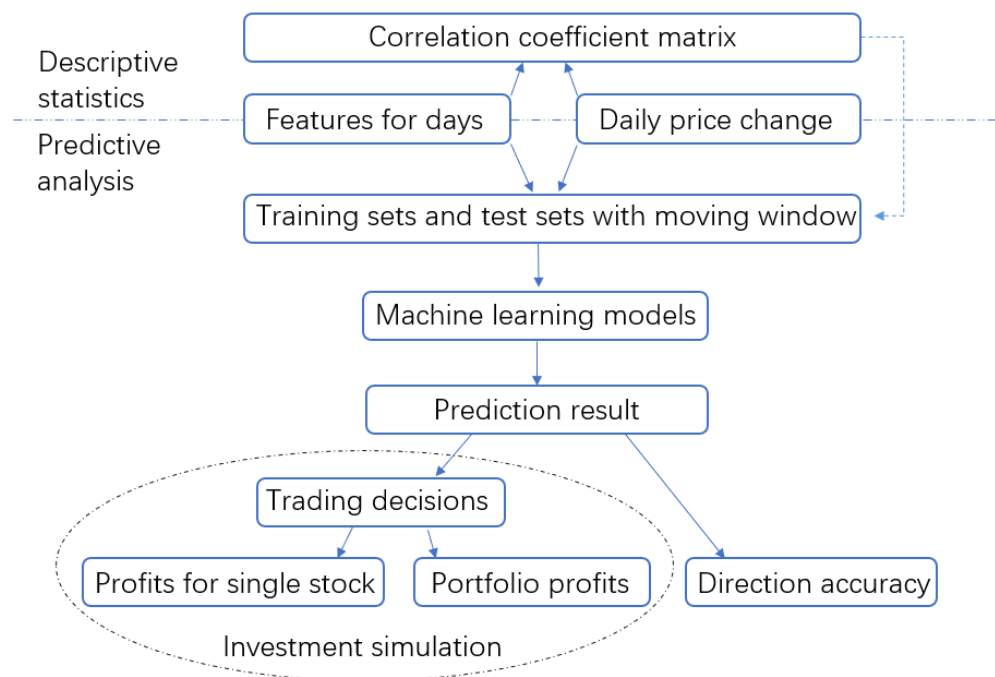 Correlation coefficient matrix
Descriptive
statistics
Features for days
Daily price change
Predictive
analysis
Training sets and test sets with moving window
Machine learning models
Prediction result
Trading decisions
Profits for single stock
Portfolio profits
Direction accuracy
Investment simulation